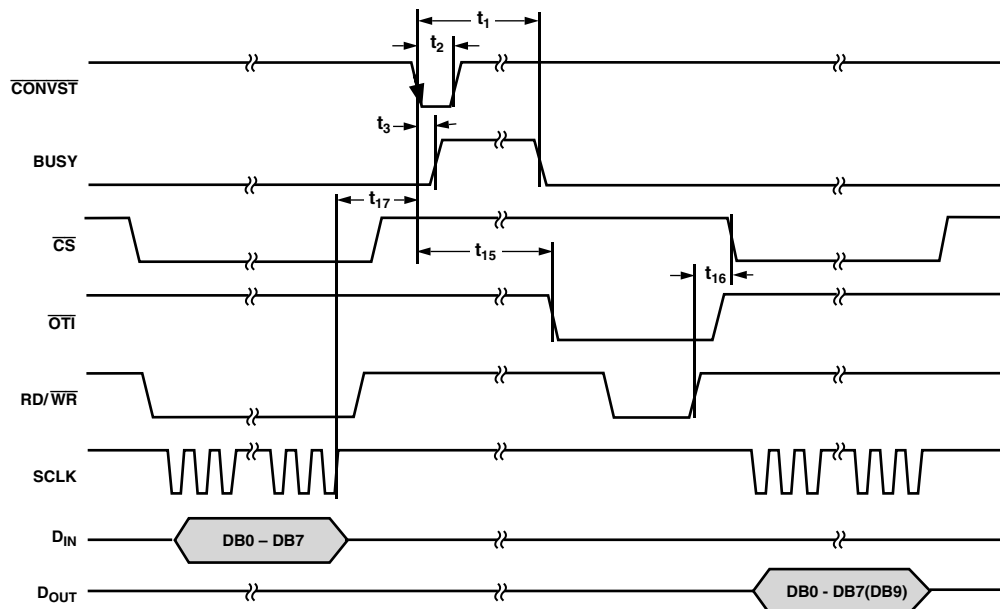 t1
t2
CONVST
t3
BUSY
t17
CS
t15
t16
OTI
RD/WR
SCLK
DIN
DB0 – DB7
DOUT
DB0 - DB7(DB9)